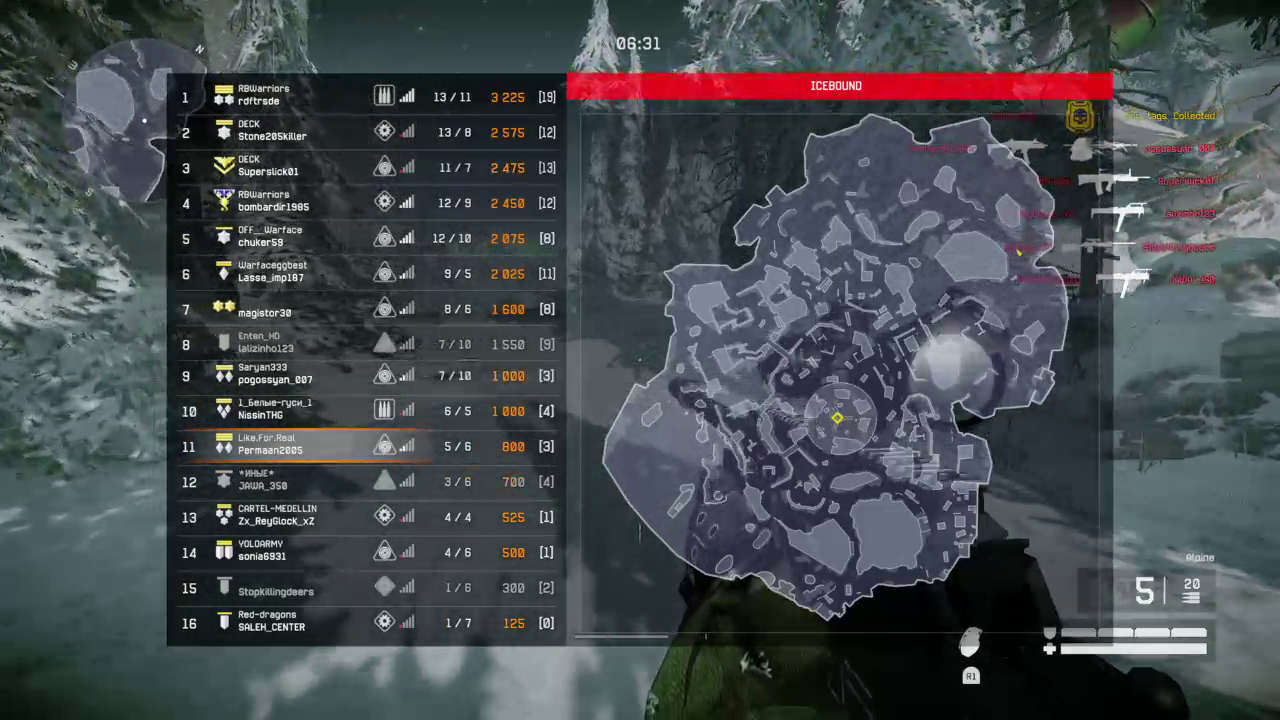 06:31
N
ICEBOUND
1 RBWarriors
rdftrsde 13 / 11 3 225 [19]
2 DECK
Stone205killer 13 / 8 2 575 [12]
3 DECK
Superslick01 11 / 7 2 475 [13]
4 RBWarriors
bombardir1985 12 / 9 2 450 [12]
5 OFF__Warface
chuker59 12 / 10 2 075 [8]
6 Warfaceggbest
Lasse_imp187 9 / 5 2 025 [11]
7 magistor30 8 / 6 1 600 [8]
8 Enten_HD
lalizinho123 7 / 10 1 550 [9]
9 Saryan333
pogossyan_007 7 / 10 1 000 [3]
10 1_Белые-гуси_1
NissinTHG 6 / 5 1 000 [4]
11 Like.For.Real
Permaan2005 5 / 6 800 [3]
12 *ИНЫЕ*
JAWA_350 3 / 6 700 [4]
13 CARTEL-MEDELLIN
Zx_ReyGlock_xZ 4 / 4 525 [1]
14 YOLOARMY
sonia6931 4 / 6 500 [1]
15 Stopkillingdeers 1 / 6 300 [2]
16 Red-dragons
SALEH_CENTER 1 / 7 125 [0]
Tags Collected
Superslick01
Alpine
5 20
R1